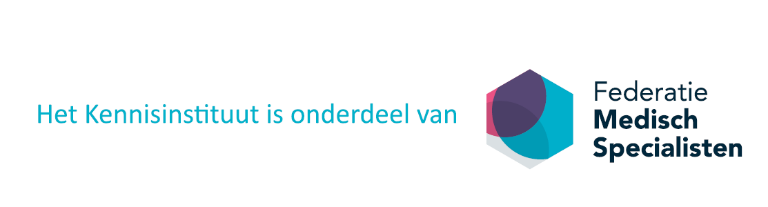 Het Kennisinstituut is onderdeel van
Federatie
Medisch
Specialisten